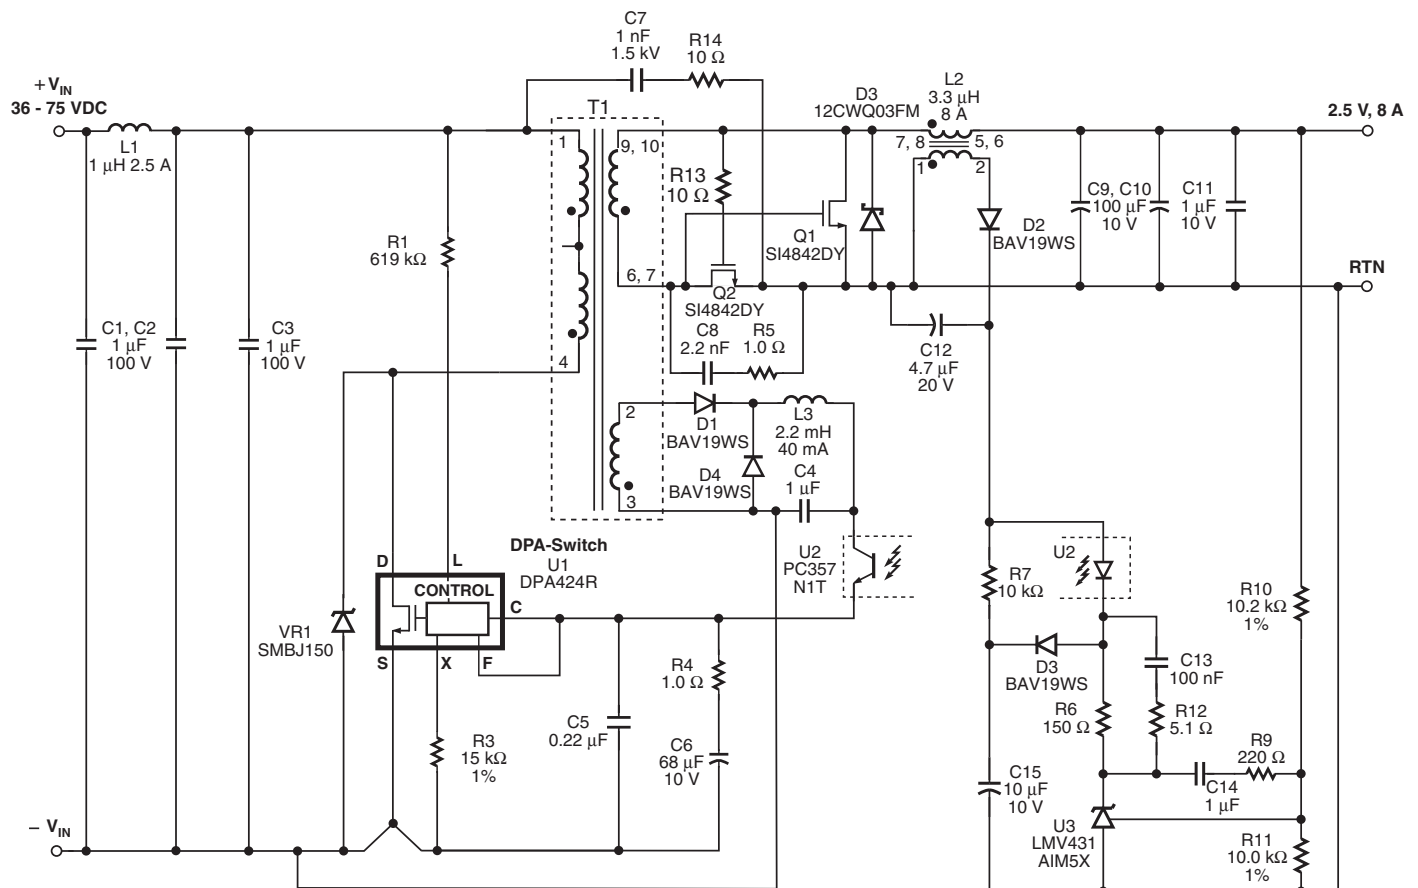 C7
1 nF
1.5 kV
R14
10 Ω
+ VIN
36 - 75 VDC
L1
1 μH 2.5 A
T1
1
9, 10
4
6, 7
2
3
R13
10 Ω
D3
12CWQ03FM
L2
3.3 μH
8 A
7, 8
5, 6
1
2
2.5 V, 8 A
Q1
SI4842DY
Q2
SI4842DY
D2
BAV19WS
C9, C10
100 μF
10 V
C11
1 μF
10 V
RTN
R1
619 kΩ
C1, C2
1 μF
100 V
C3
1 μF
100 V
C8
2.2 nF
R5
1.0 Ω
C12
4.7 μF
20 V
D1
BAV19WS
L3
2.2 mH
40 mA
D4
BAV19WS
C4
1 μF
DPA-Switch
U1
DPA424R
D
L
CONTROL
C
S
X
F
VR1
SMBJ150
U2
PC357
N1T
U2
R7
10 kΩ
R10
10.2 kΩ
1%
D3
BAV19WS
C13
100 nF
R4
1.0 Ω
R6
150 Ω
R12
5.1 Ω
R9
220 Ω
C5
0.22 μF
C6
68 μF
10 V
R3
15 kΩ
1%
C15
10 μF
10 V
C14
1 μF
U3
LMV431
AIM5X
R11
10.0 kΩ
1%
− VIN